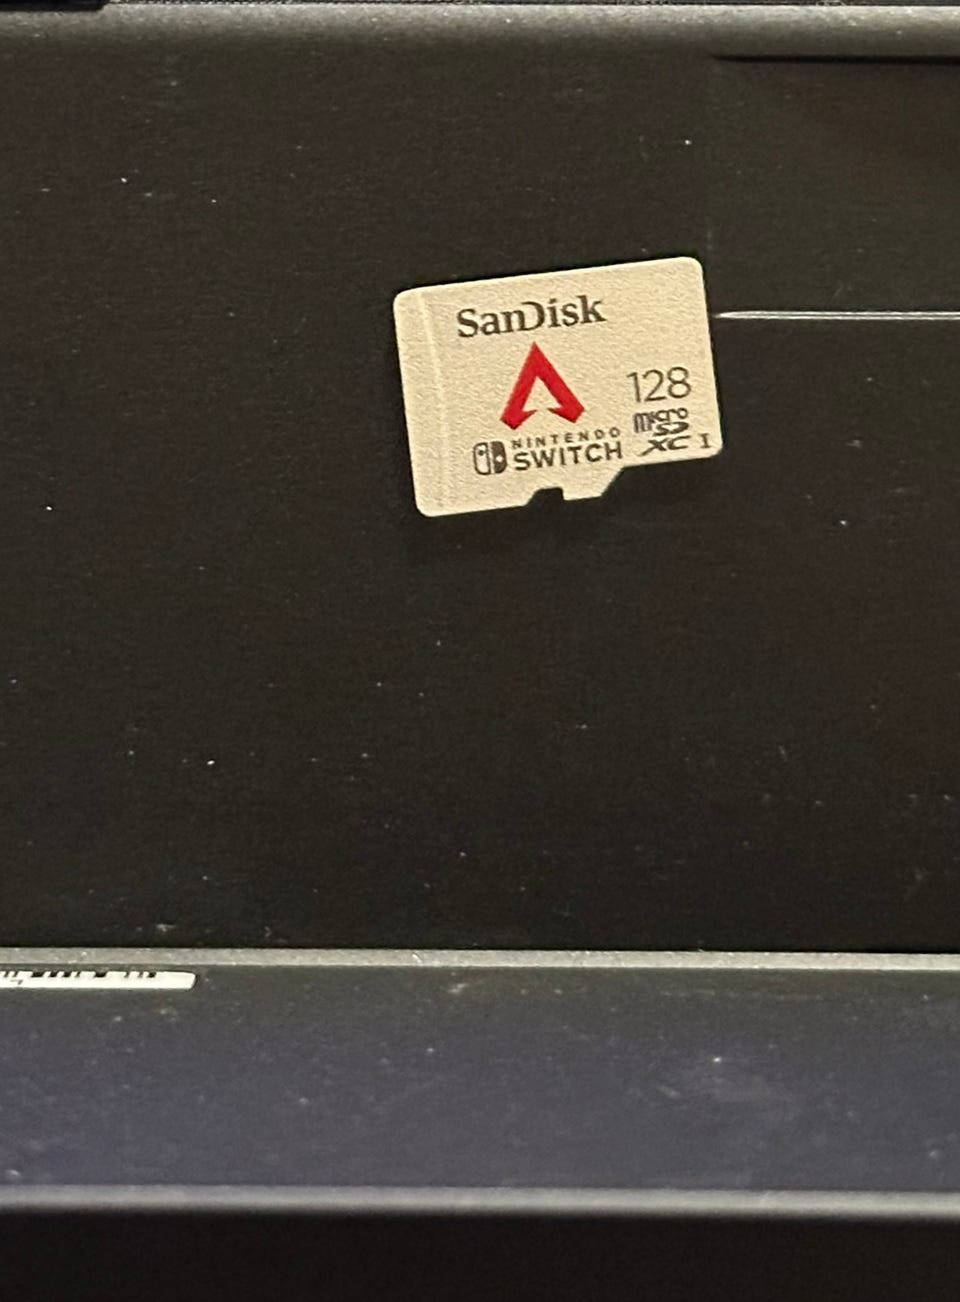 SanDisk
128
micro
SD
XC I
NINTENDO
SWITCH